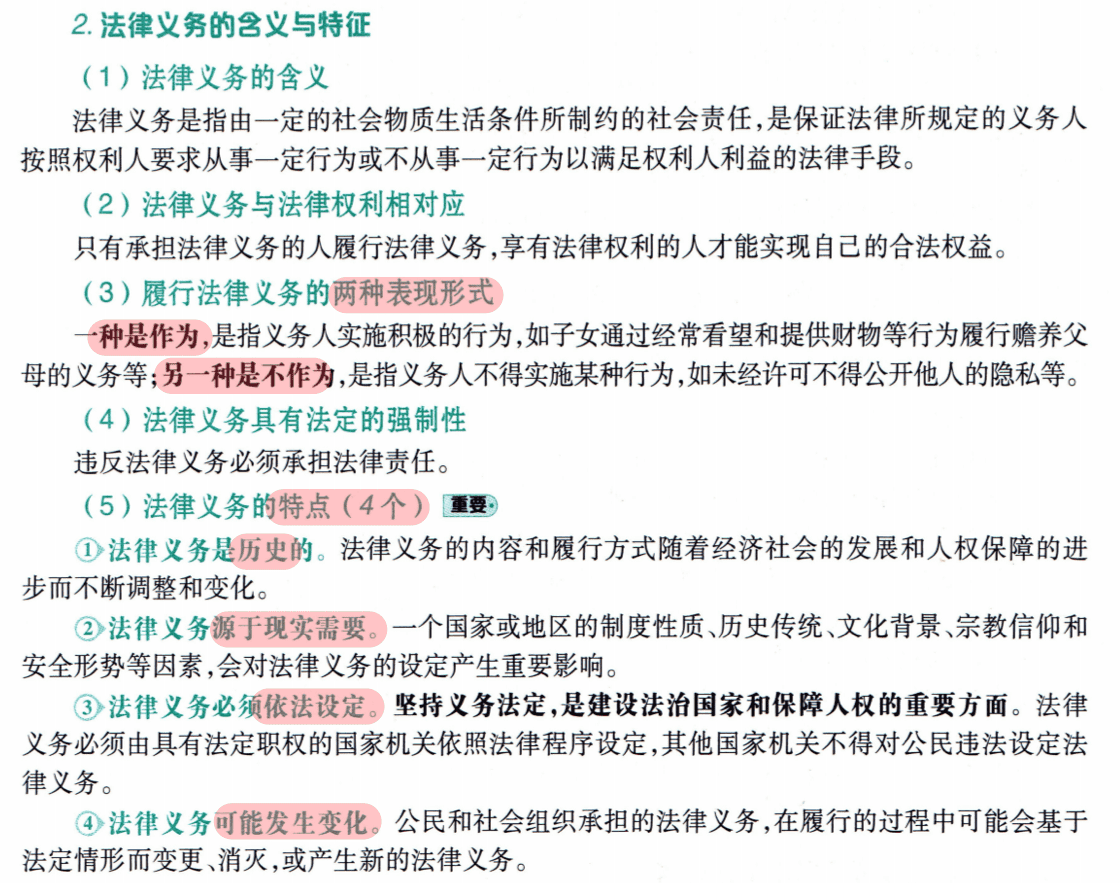 2. 法律义务的含义与特征
（1）法律义务的含义
法律义务是指由一定的社会物质生活条件所制约的社会责任，是保证法律所规定的义务人
按照权利人要求从事一定行为或不从事一定行为以满足权利人利益的法律手段。
（2）法律义务与法律权利相对应
只有承担法律义务的人履行法律义务，享有法律权利的人才能实现自己的合法权益。
（3）履行法律义务的两种表现形式
一种是作为，是指义务人实施积极的行为，如子女通过经常看望和提供财物等行为履行赡养父
母的义务等；另一种是不作为，是指义务人不得实施某种行为，如未经许可不得公开他人的隐私等。
（4）法律义务具有法定的强制性
违反法律义务必须承担法律责任。
（5）法律义务的特点（4个） 重要
①法律义务是历史的。法律义务的内容和履行方式随着经济社会的发展和人权保障的进
步而不断调整和变化。
②法律义务源于现实需要。一个国家或地区的制度性质、历史传统、文化背景、宗教信仰和
安全形势等因素，会对法律义务的设定产生重要影响。
③法律义务必须依法设定。坚持义务法定，是建设法治国家和保障人权的重要方面。法律
义务必须由具有法定职权的国家机关依照法律程序设定，其他国家机关不得对公民违法设定法
律义务。
④法律义务可能发生变化。公民和社会组织承担的法律义务，在履行的过程中可能会基于
法定情形而变更、消灭，或产生新的法律义务。